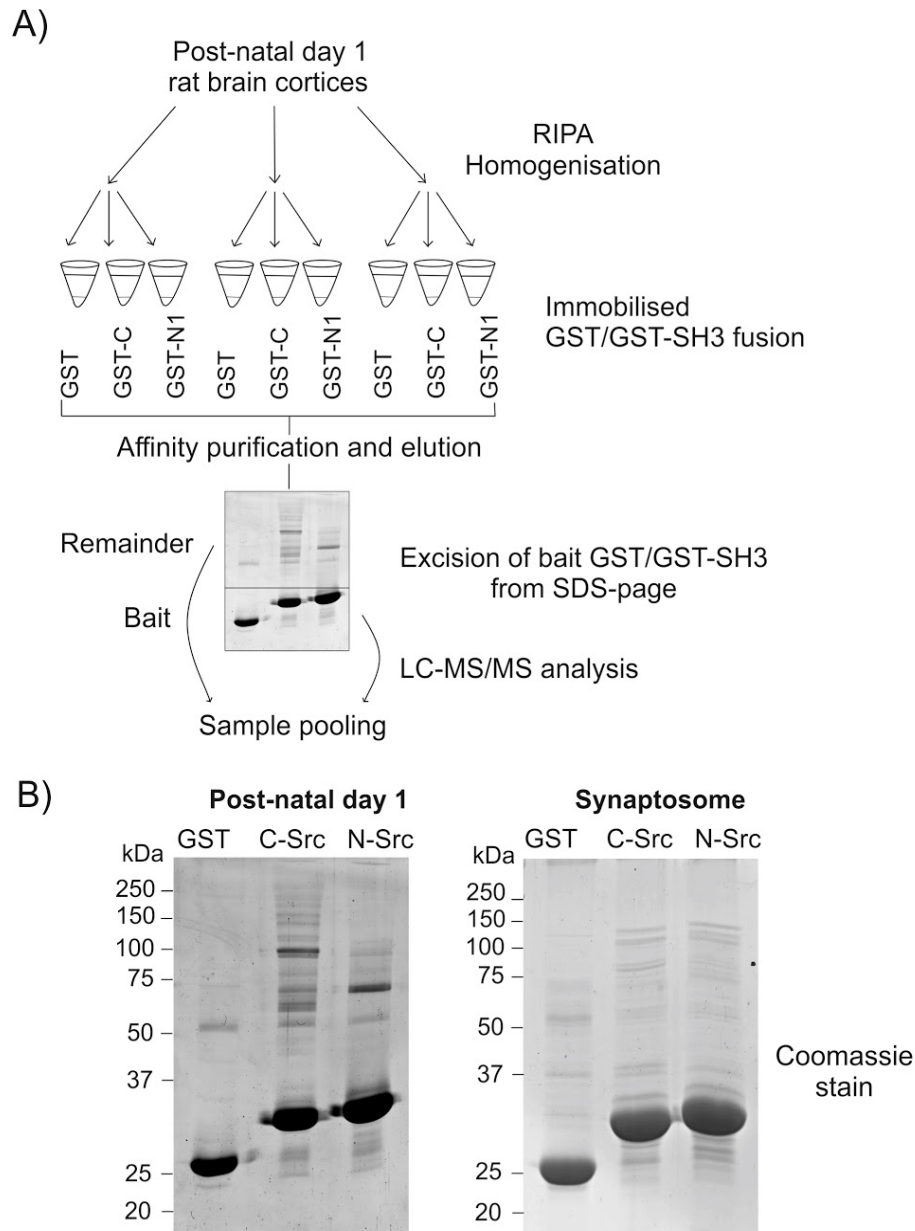 A)
Post-natal day 1
rat brain cortices
RIPA
Homogenisation
GST
GST-C
GST-N1
GST
GST-C
GST-N1
GST
GST-C
GST-N1
Immobilised
GST/GST-SH3 fusion
Affinity purification and elution
Remainder
Bait
Excision of bait GST/GST-SH3
from SDS-page
LC-MS/MS analysis
Sample pooling
B)
Post-natal day 1
GST C-Src N-Src
kDa
250
150
100
75
50
37
25
20
Synaptosome
GST C-Src N-Src
kDa
250
150
100
75
50
37
25
20
Coomassie
stain